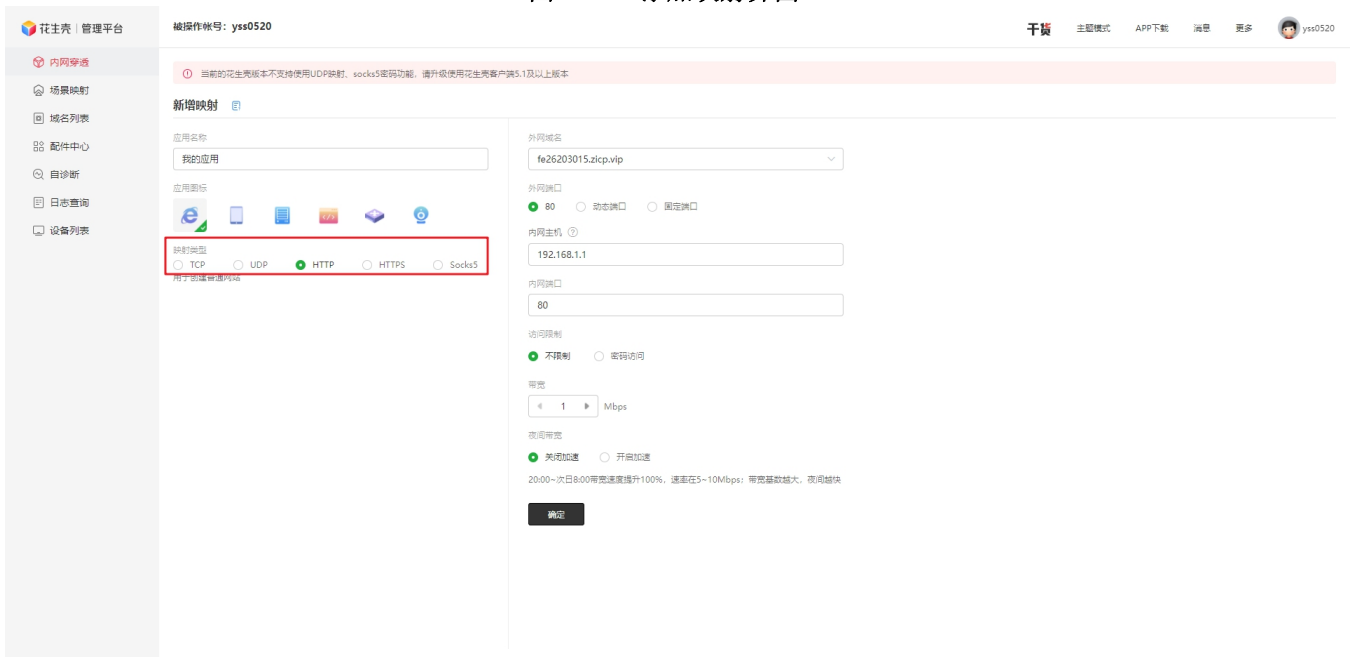 花生壳 | 管理平台
被操作帐号：yss0520
干货
主题模式
APP下载
消息
更多
yss0520
内网穿透
场景映射
域名列表
配件中心
自诊断
日志查询
设备列表
当前的花生壳版本不支持使用UDP映射，socks5密码功能，请升级使用花生壳客户端5.1及以上版本
新增映射
应用名称
我的应用
应用图标
映射类型
TCP UDP HTTP HTTPS Socks5
用于创建普通网站
外网域名
fe26203015.zicp.vip
外网端口
80 动态端口 固定端口
内网主机
192.168.1.1
内网端口
80
访问限制
不限制 密码访问
带宽
1 Mbps
夜间带宽
关闭加速 开启加速
20:00~次日8:00带宽速度提升100%，速率在5~10Mbps；带宽基数越大，夜间越快
确定